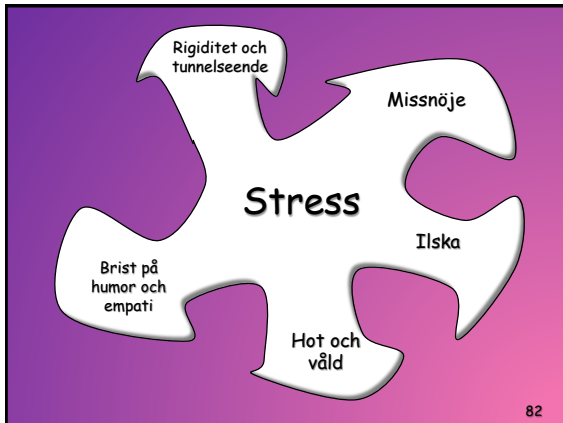 Rigiditet och
tunnelseende
Missnöje
Stress
Ilska
Brist på
humor och
empati
Hot och
våld
82